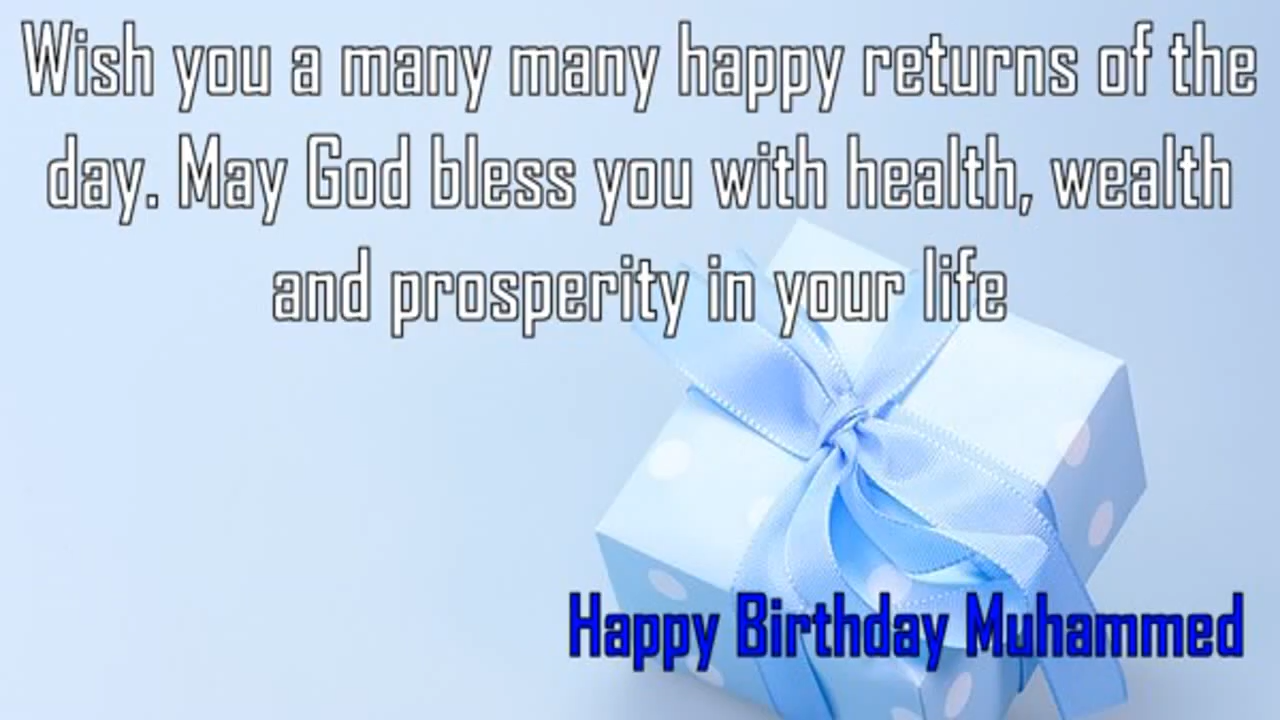 Wish you a many many happy returns of the
day. May God bless you with health, wealth
and prosperity in your life
Happy Birthday Muhammed